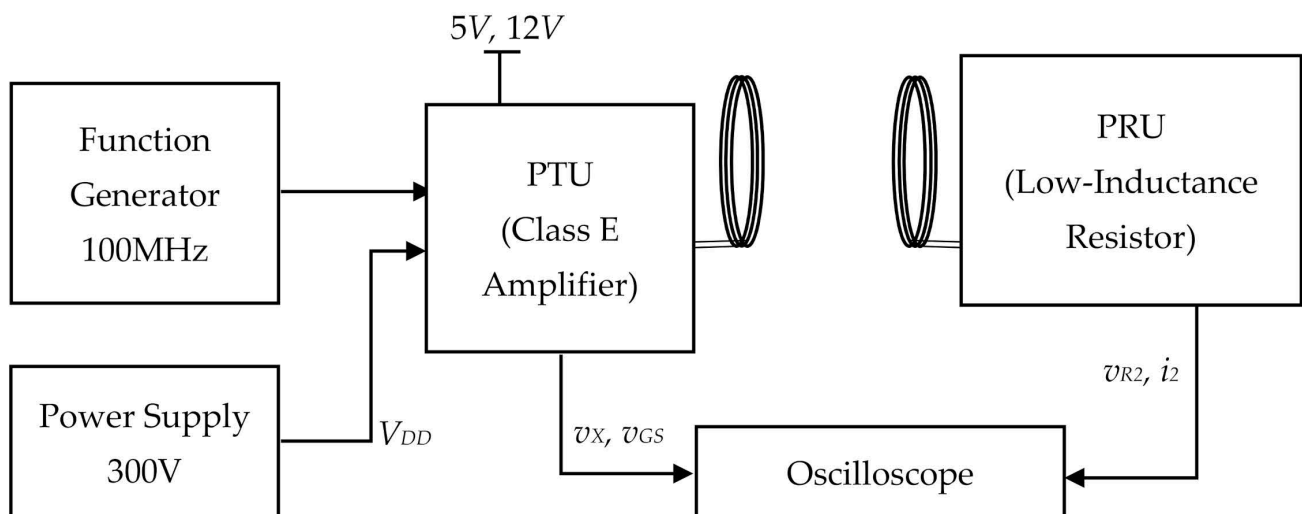 5V, 12V
Function
Generator
100MHz
PTU
(Class E
Amplifier)
PRU
(Low-Inductance
Resistor)
Power Supply
300V
VDD
vX, vGS
vR2, i2
Oscilloscope